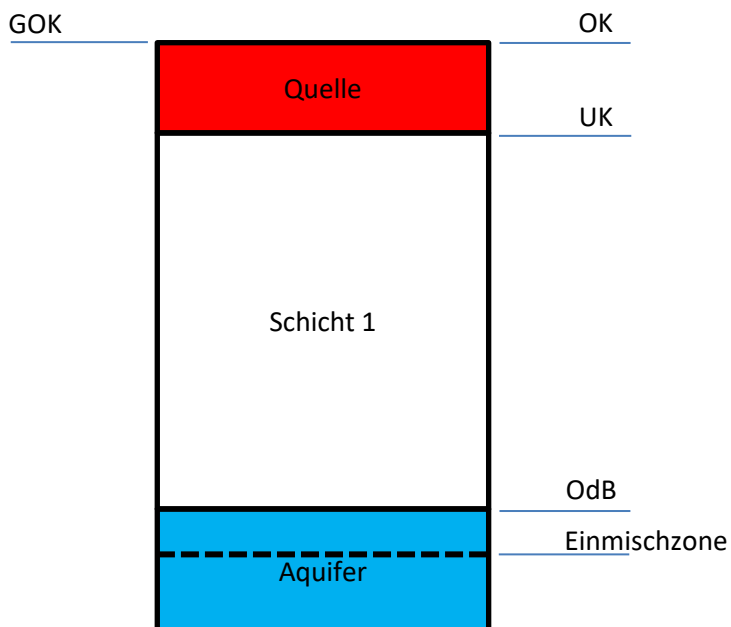 GOK
OK
Quelle
UK
Schicht 1
OdB
Einmischzone
Aquifer